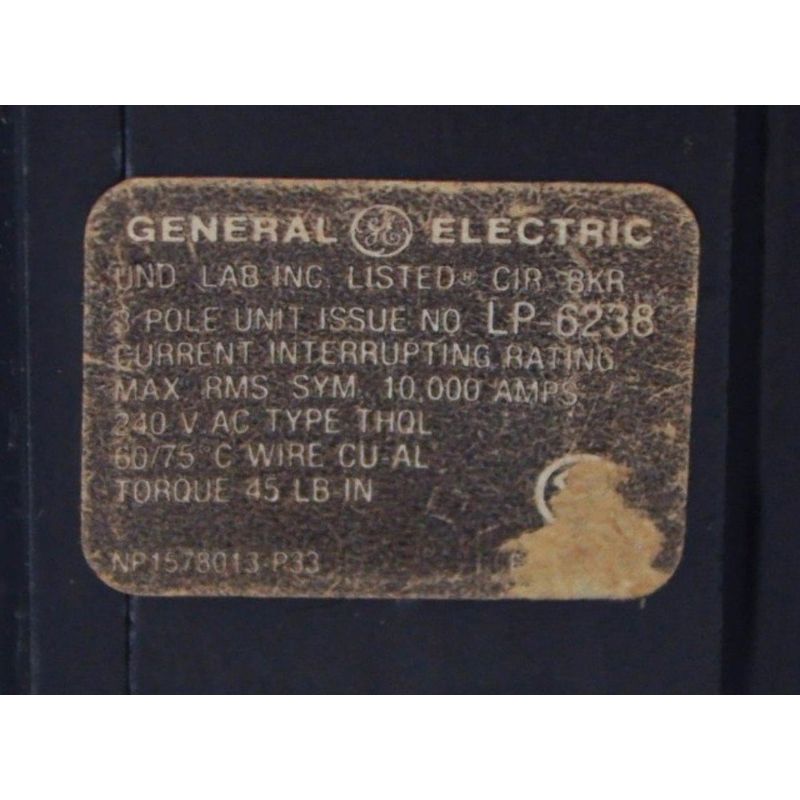 GENERAL GE ELECTRIC
UND LAB INC. LISTED® CIR BKR
3 POLE UNIT ISSUE NO LP-6238
CURRENT INTERRUPTING RATING
MAX RMS SYM 10,000 AMPS
240 V AC TYPE THQL
60/75°C WIRE CU-AL
TORQUE 45 LB IN
NP1578013-P33